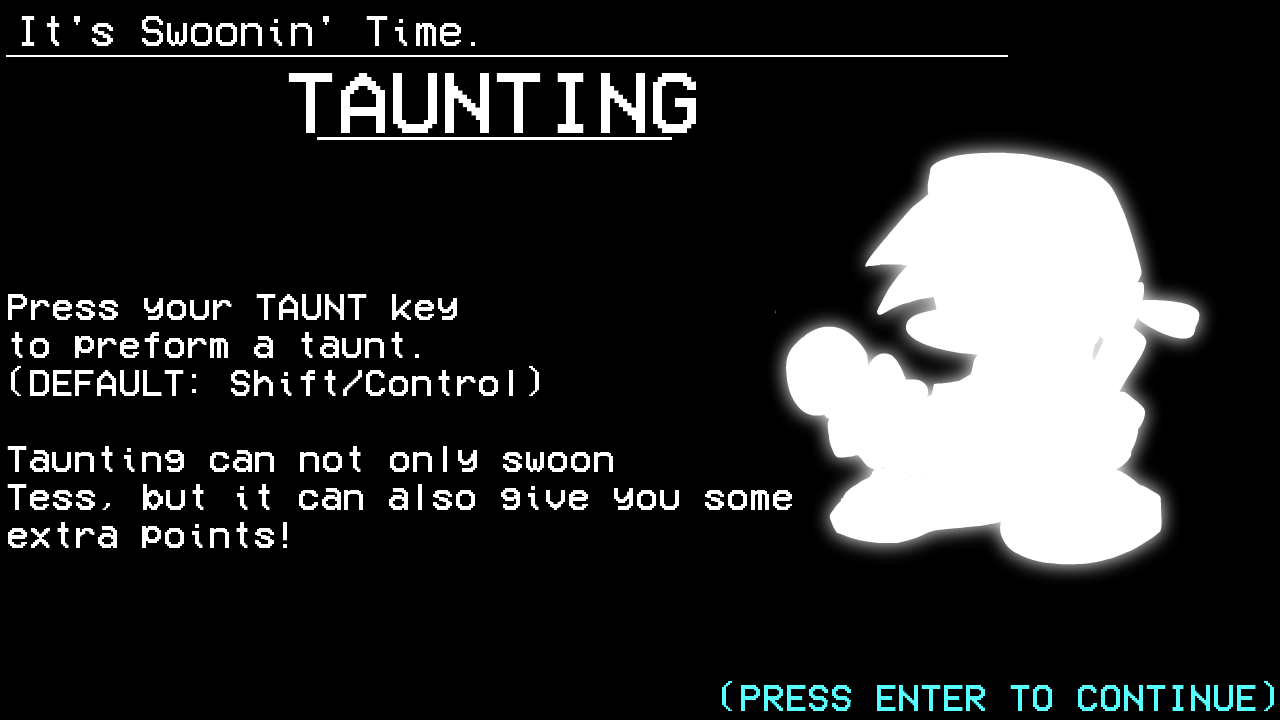 It's Swoonin' Time.
TAUNTING
Press your TAUNT key
to preform a taunt.
(DEFAULT: Shift/Control)
Taunting can not only swoon
Tess, but it can also give you some
extra points!
(PRESS ENTER TO CONTINUE)